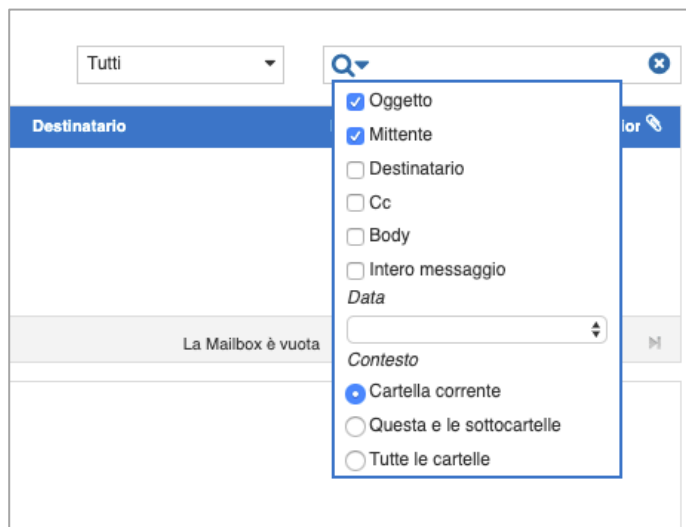 Tutti
Oggetto
Destinatario
Mittente
Destinatario
Cc
Body
Intero messaggio
Data
La Mailbox è vuota
Contesto
Cartella corrente
Questa e le sottocartelle
Tutte le cartelle